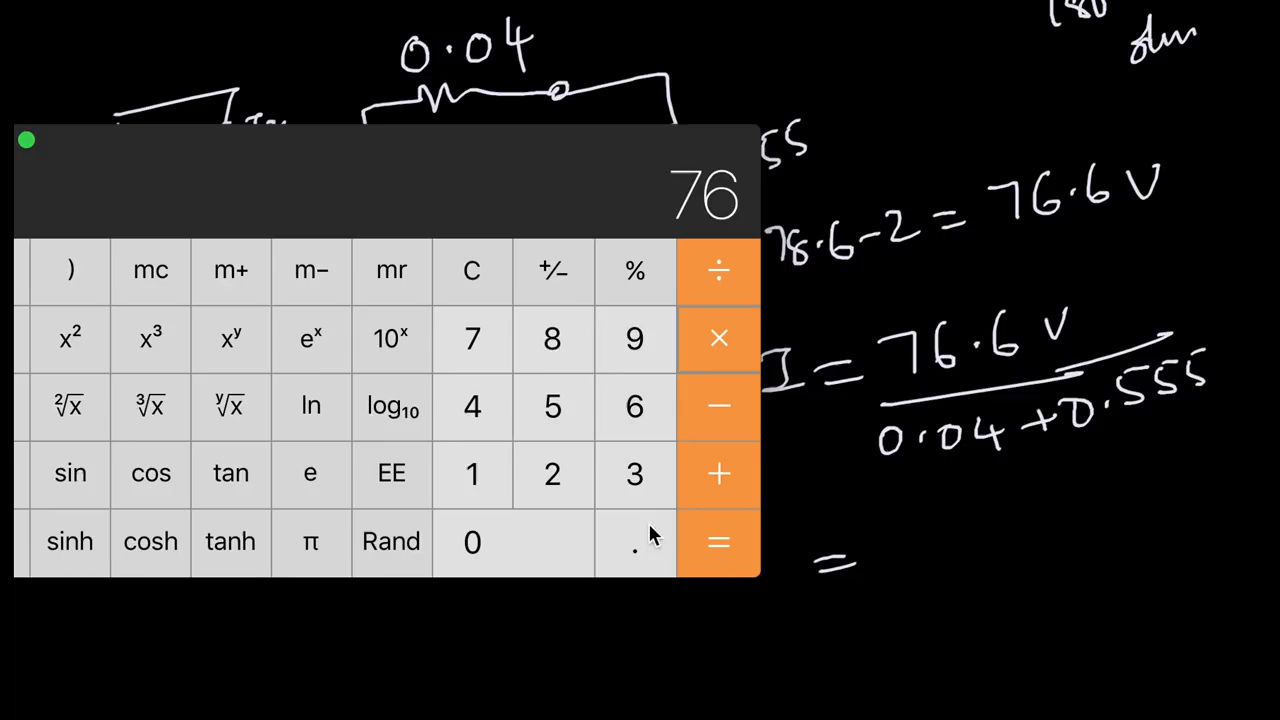 180
ohm
0.04
55
78.6-2 = 76.6 V
I = 76.6 V
0.04 + 0.555
=
76
) mc m+ m− mr C ⁺∕₋ % ÷
x² x³ xʸ eˣ 10ˣ 7 8 9 ×
²√x ³√x ʸ√x ln log₁₀ 4 5 6 −
sin cos tan e EE 1 2 3 +
sinh cosh tanh π Rand 0 . =